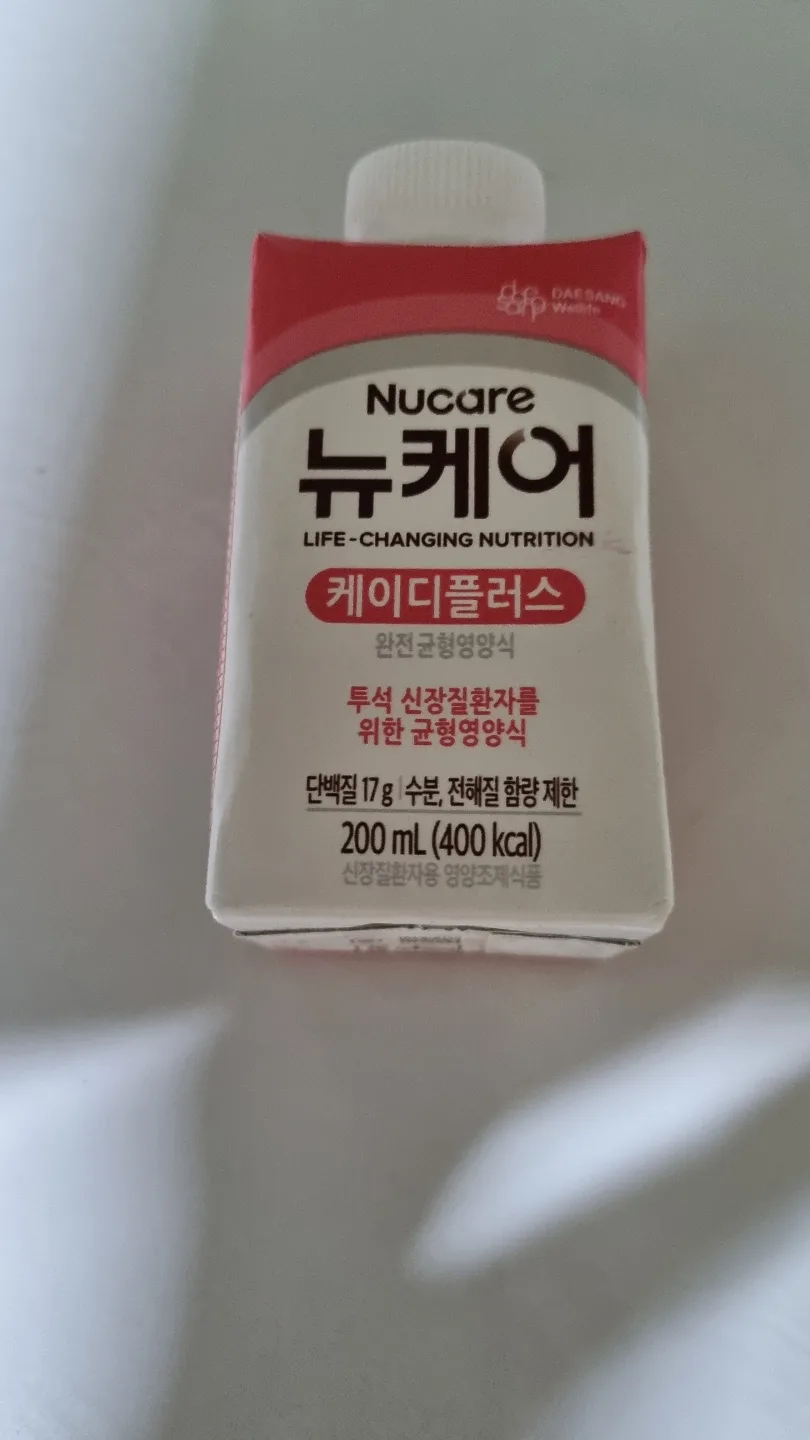 DAESANG
Wellife
Nucare
뉴케어
LIFE-CHANGING NUTRITION
케이디플러스
완전균형영양식
투석 신장질환자를
위한 균형영양식
단백질 17 g | 수분, 전해질 함량 제한
200 mL (400 kcal)
신장질환자용 영양조제식품